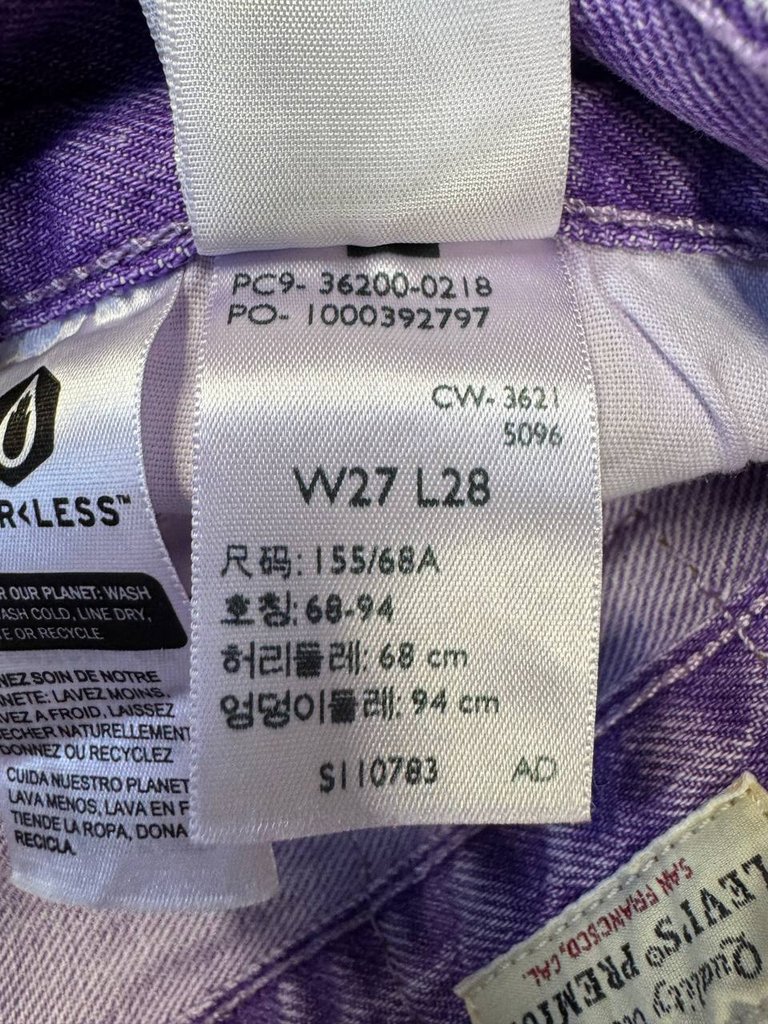 PC9- 36200-0218
PO- 1000392797
CW- 3621
5096
W27 L28
尺码: 155/68A
호칭: 68-94
허리둘레: 68 cm
엉덩이둘레: 94 cm
S110783 AD
R<LESS™
R OUR PLANET: WASH
ASH COLD, LINE DRY,
TE OR RECYCLE
NEZ SOIN DE NOTRE
NETE: LAVEZ MOINS,
VEZ A FROID, LAISSEZ
ECHER NATURELLEMENT
DONNEZ OU RECYCLEZ
CUIDA NUESTRO PLANET
LAVA MENOS, LAVA EN F
TIENDE LA ROPA, DONA
RECICLA.
SAN FRANCISCO, CAL
LEVI'S PREMIU
Quality